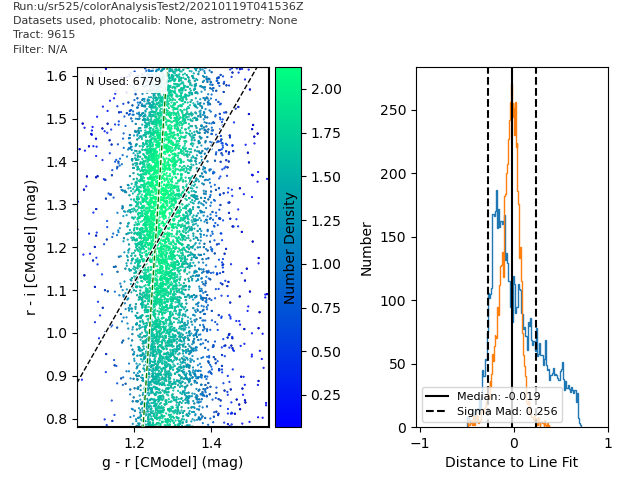 Run:u/sr525/colorAnalysisTest2/20210119T041536Z
Datasets used, photocalib: None, astrometry: None
Tract: 9615
Filter: N/A
N Used: 6779
1.6
1.5
1.4
1.3
1.2
1.1
1.0
0.9
0.8
r - i [CModel] (mag)
1.2
1.4
g - r [CModel] (mag)
2.00
1.75
1.50
1.25
1.00
0.75
0.50
0.25
Number Density
250
200
150
100
50
0
Number
Median: -0.019
Sigma Mad: 0.256
−1
0
1
Distance to Line Fit